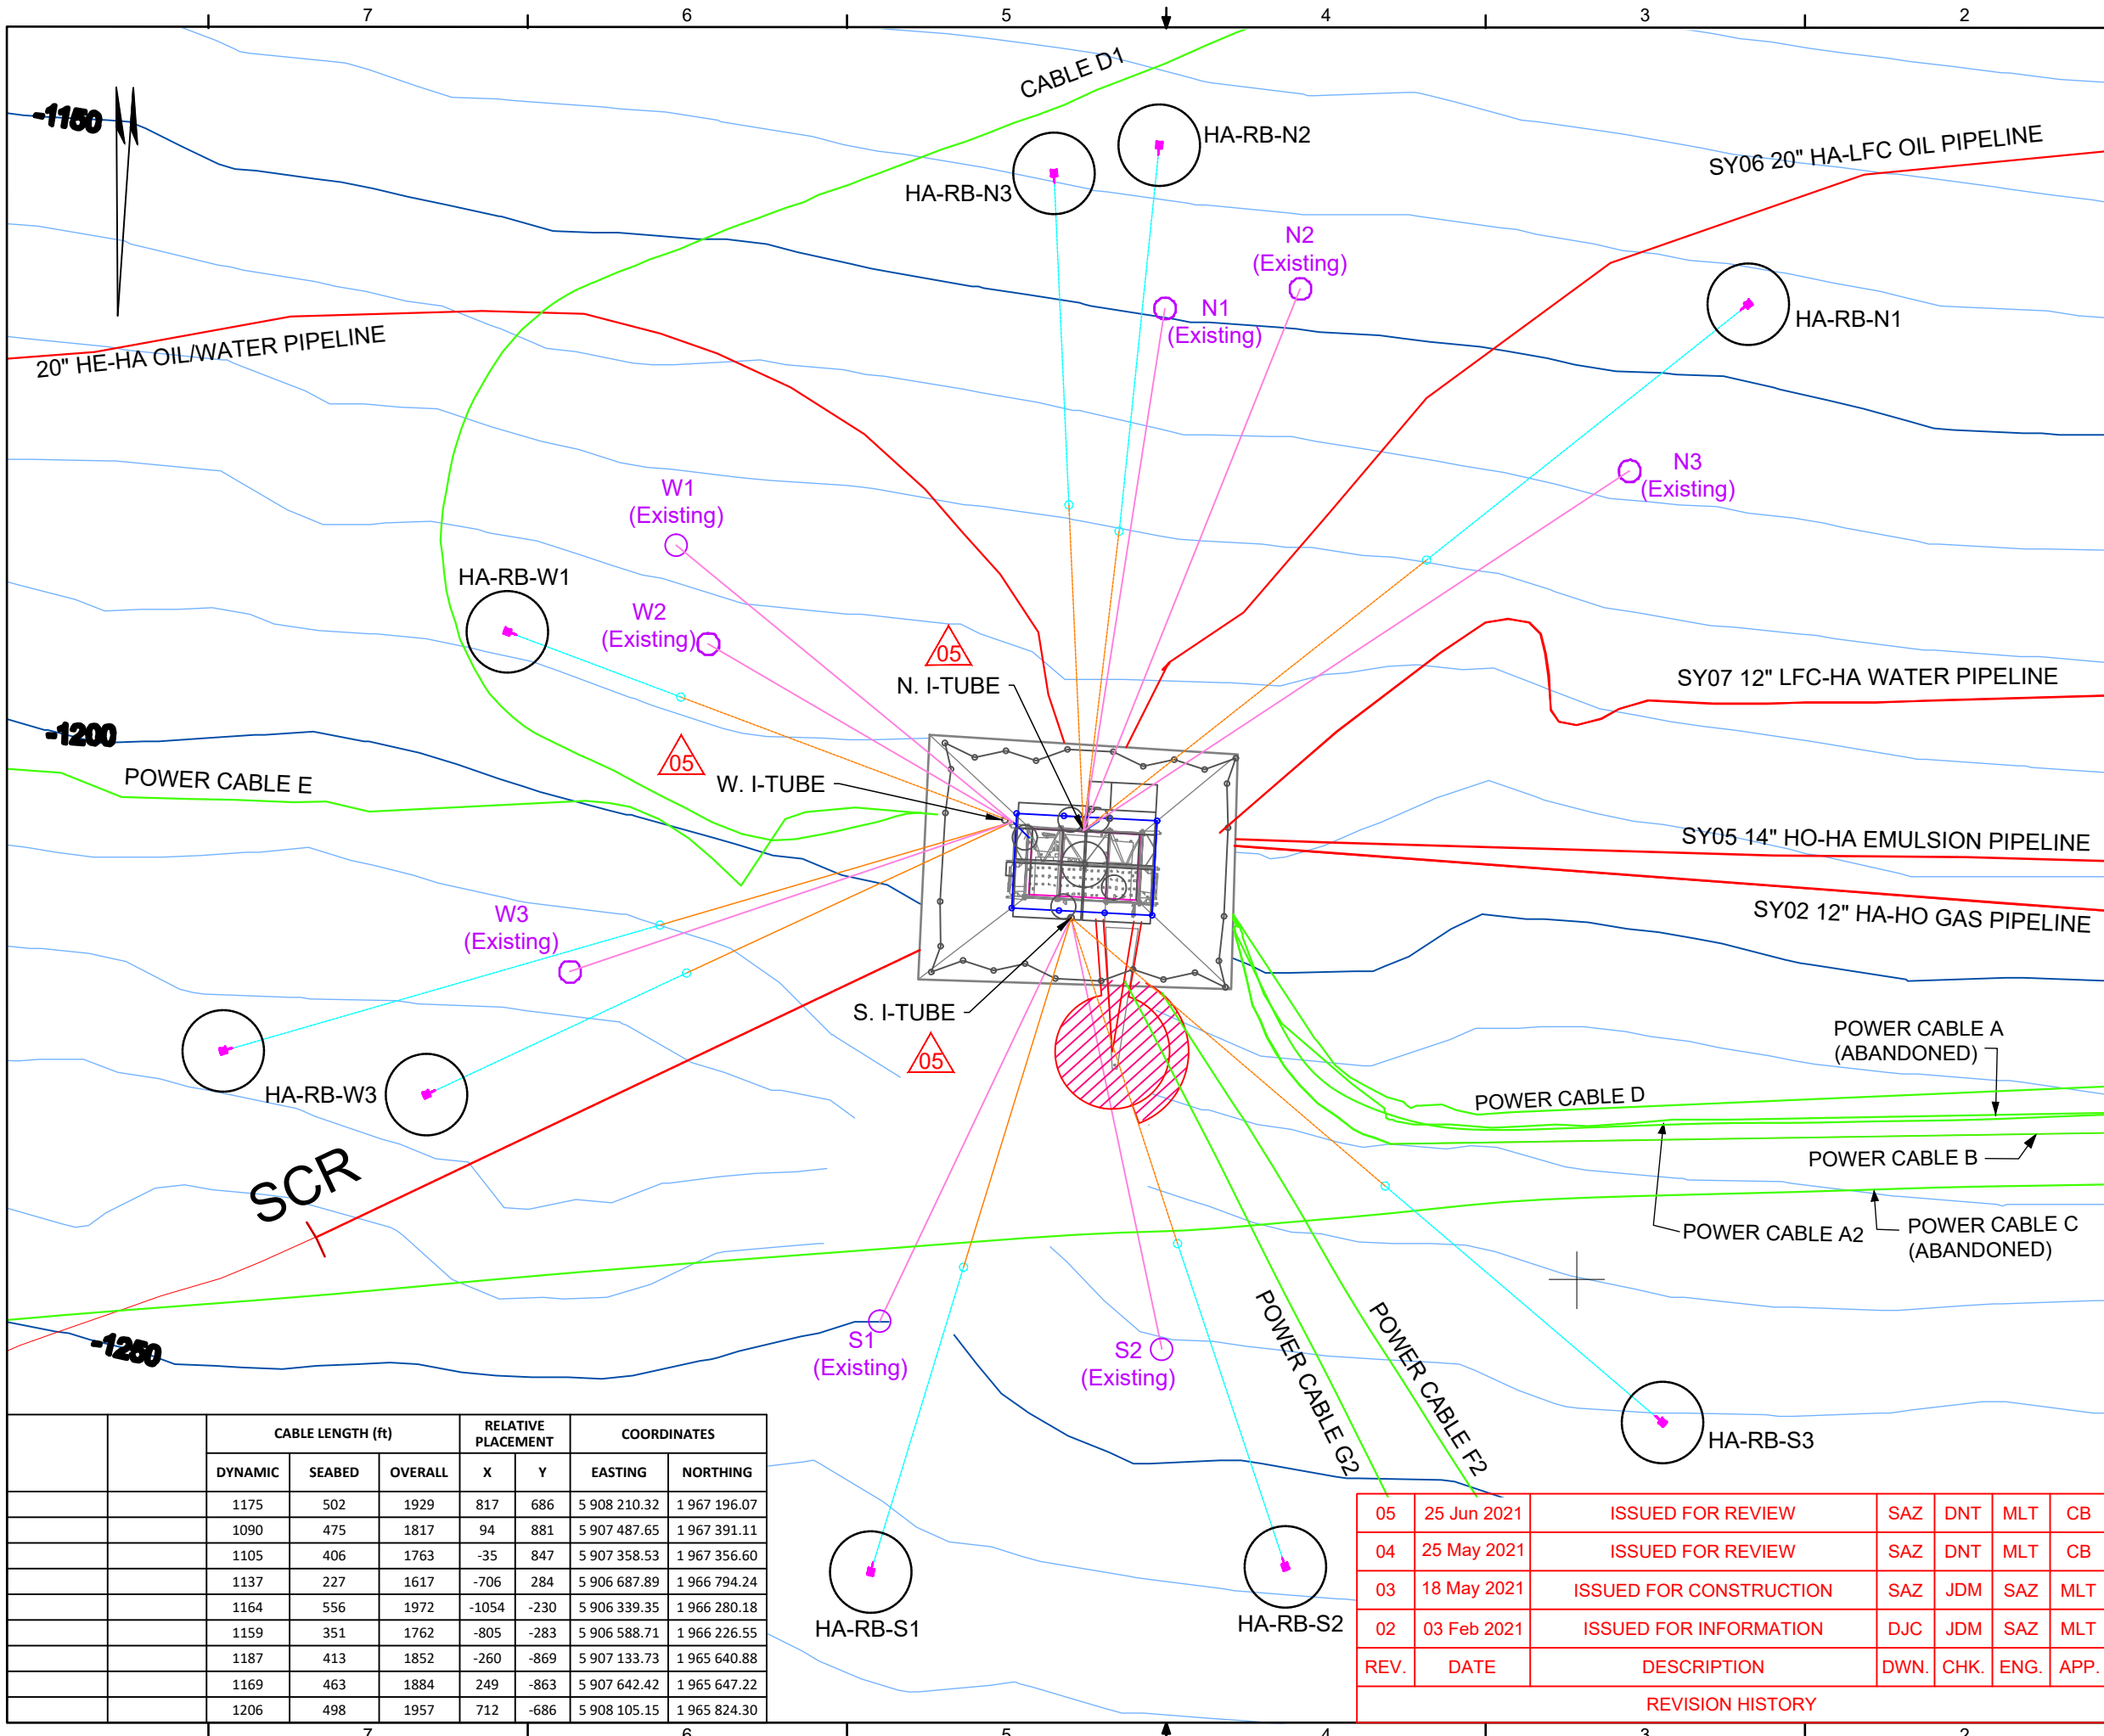 7 6 5 4 3 2
CABLE D1
-1150
HA-RB-N2
SY06 20" HA-LFC OIL PIPELINE
HA-RB-N3
N2
(Existing)
N1
(Existing)
HA-RB-N1
20" HE-HA OIL/WATER PIPELINE
N3
(Existing)
W1
(Existing)
HA-RB-W1
W2
(Existing)
05
N. I-TUBE
SY07 12" LFC-HA WATER PIPELINE
-1200
05
W. I-TUBE
POWER CABLE E
SY05 14" HO-HA EMULSION PIPELINE
W3
(Existing)
SY02 12" HA-HO GAS PIPELINE
S. I-TUBE
05
POWER CABLE A
(ABANDONED)
HA-RB-W3
POWER CABLE D
POWER CABLE B
SCR
POWER CABLE A2
POWER CABLE C
(ABANDONED)
-1250
S1
(Existing)
S2
(Existing)
POWER CABLE G2
POWER CABLE F2
HA-RB-S3
HA-RB-S1
HA-RB-S2
CABLE LENGTH (ft) RELATIVE PLACEMENT COORDINATES
DYNAMIC SEABED OVERALL X Y EASTING NORTHING
1175 502 1929 817 686 5 908 210.32 1 967 196.07
1090 475 1817 94 881 5 907 487.65 1 967 391.11
1105 406 1763 -35 847 5 907 358.53 1 967 356.60
1137 227 1617 -706 284 5 906 687.89 1 966 794.24
1164 556 1972 -1054 -230 5 906 339.35 1 966 280.18
1159 351 1762 -805 -283 5 906 588.71 1 966 226.55
1187 413 1852 -260 -869 5 907 133.73 1 965 640.88
1169 463 1884 249 -863 5 907 642.42 1 965 647.22
1206 498 1957 712 -686 5 908 105.15 1 965 824.30
05 25 Jun 2021 ISSUED FOR REVIEW SAZ DNT MLT CB
04 25 May 2021 ISSUED FOR REVIEW SAZ DNT MLT CB
03 18 May 2021 ISSUED FOR CONSTRUCTION SAZ JDM SAZ MLT
02 03 Feb 2021 ISSUED FOR INFORMATION DJC JDM SAZ MLT
REV. DATE DESCRIPTION DWN. CHK. ENG. APP.
REVISION HISTORY
7 6 5 4 3 2